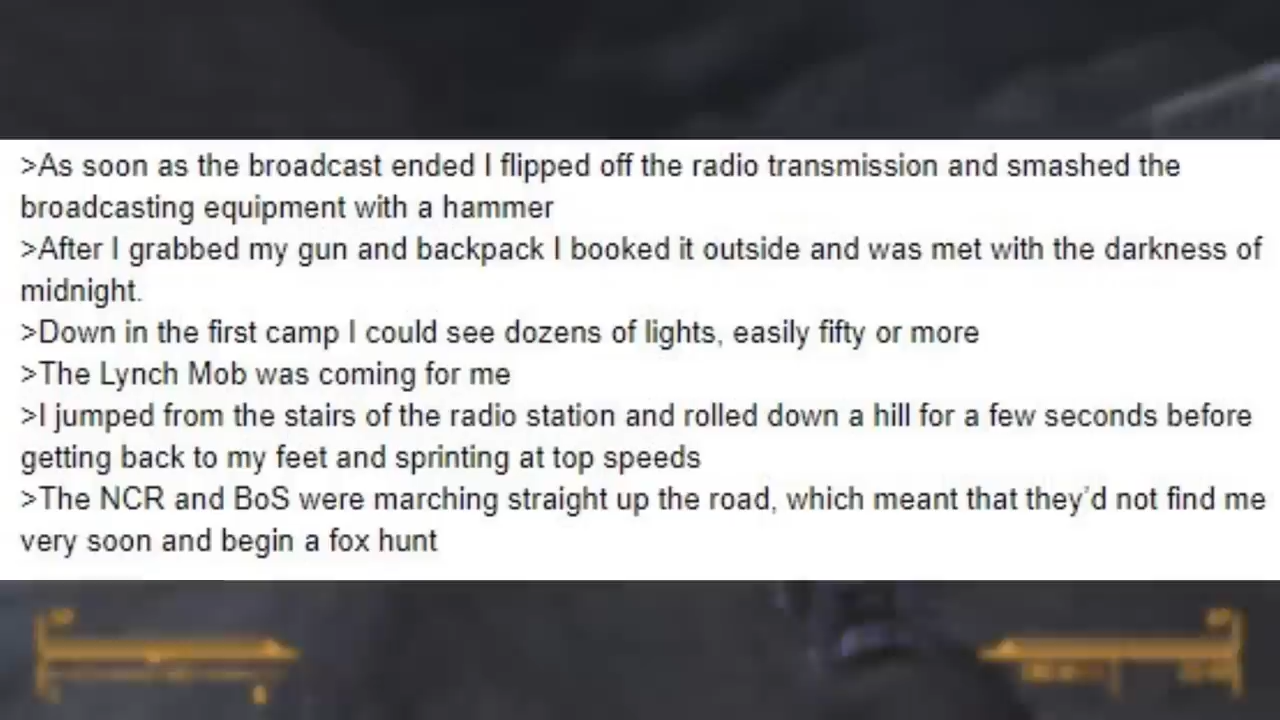 >As soon as the broadcast ended I flipped off the radio transmission and smashed the
broadcasting equipment with a hammer
>After I grabbed my gun and backpack I booked it outside and was met with the darkness of
midnight.
>Down in the first camp I could see dozens of lights, easily fifty or more
>The Lynch Mob was coming for me
>I jumped from the stairs of the radio station and rolled down a hill for a few seconds before
getting back to my feet and sprinting at top speeds
>The NCR and BoS were marching straight up the road, which meant that they'd not find me
very soon and begin a fox hunt